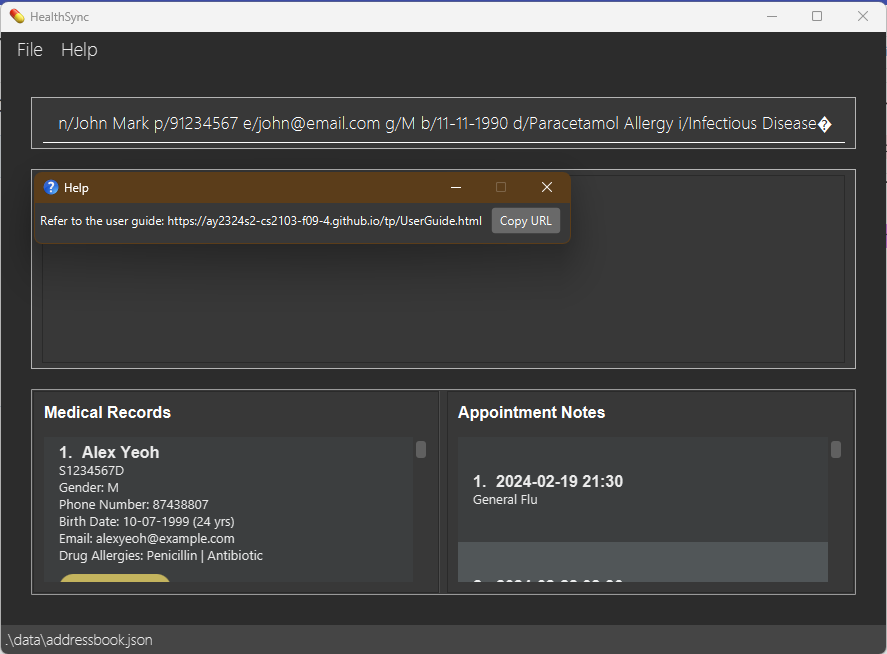 HealthSync
File Help
n/John Mark p/91234567 e/john@email.com g/M b/11-11-1990 d/Paracetamol Allergy i/Infectious Disease�
? Help
Refer to the user guide: https://ay2324s2-cs2103-f09-4.github.io/tp/UserGuide.html Copy URL
Medical Records
1. Alex Yeoh
S1234567D
Gender: M
Phone Number: 87438807
Birth Date: 10-07-1999 (24 yrs)
Email: alexyeoh@example.com
Drug Allergies: Penicillin | Antibiotic
Appointment Notes
1. 2024-02-19 21:30
General Flu
.\data\addressbook.json